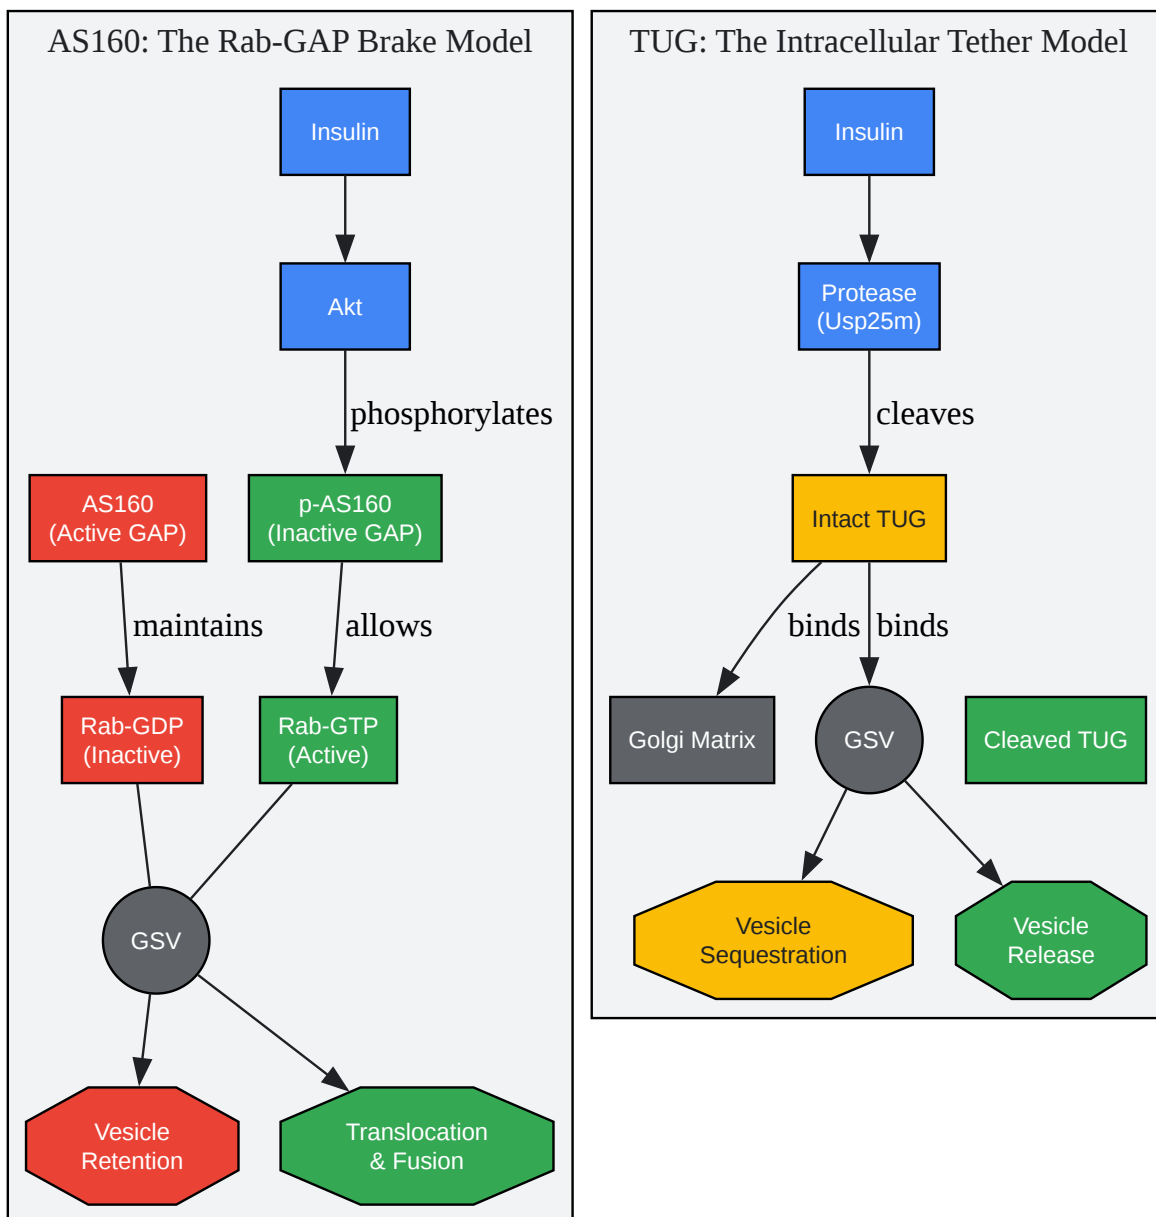 AS160: The Rab-GAP Brake Model
Insulin
Akt
phosphorylates
AS160
(Active GAP)
p-AS160
(Inactive GAP)
maintains
allows
Rab-GDP
(Inactive)
Rab-GTP
(Active)
GSV
Vesicle
Retention
Translocation
& Fusion
TUG: The Intracellular Tether Model
Insulin
Protease
(Usp25m)
cleaves
Intact TUG
binds
binds
Golgi Matrix
GSV
Cleaved TUG
Vesicle
Sequestration
Vesicle
Release